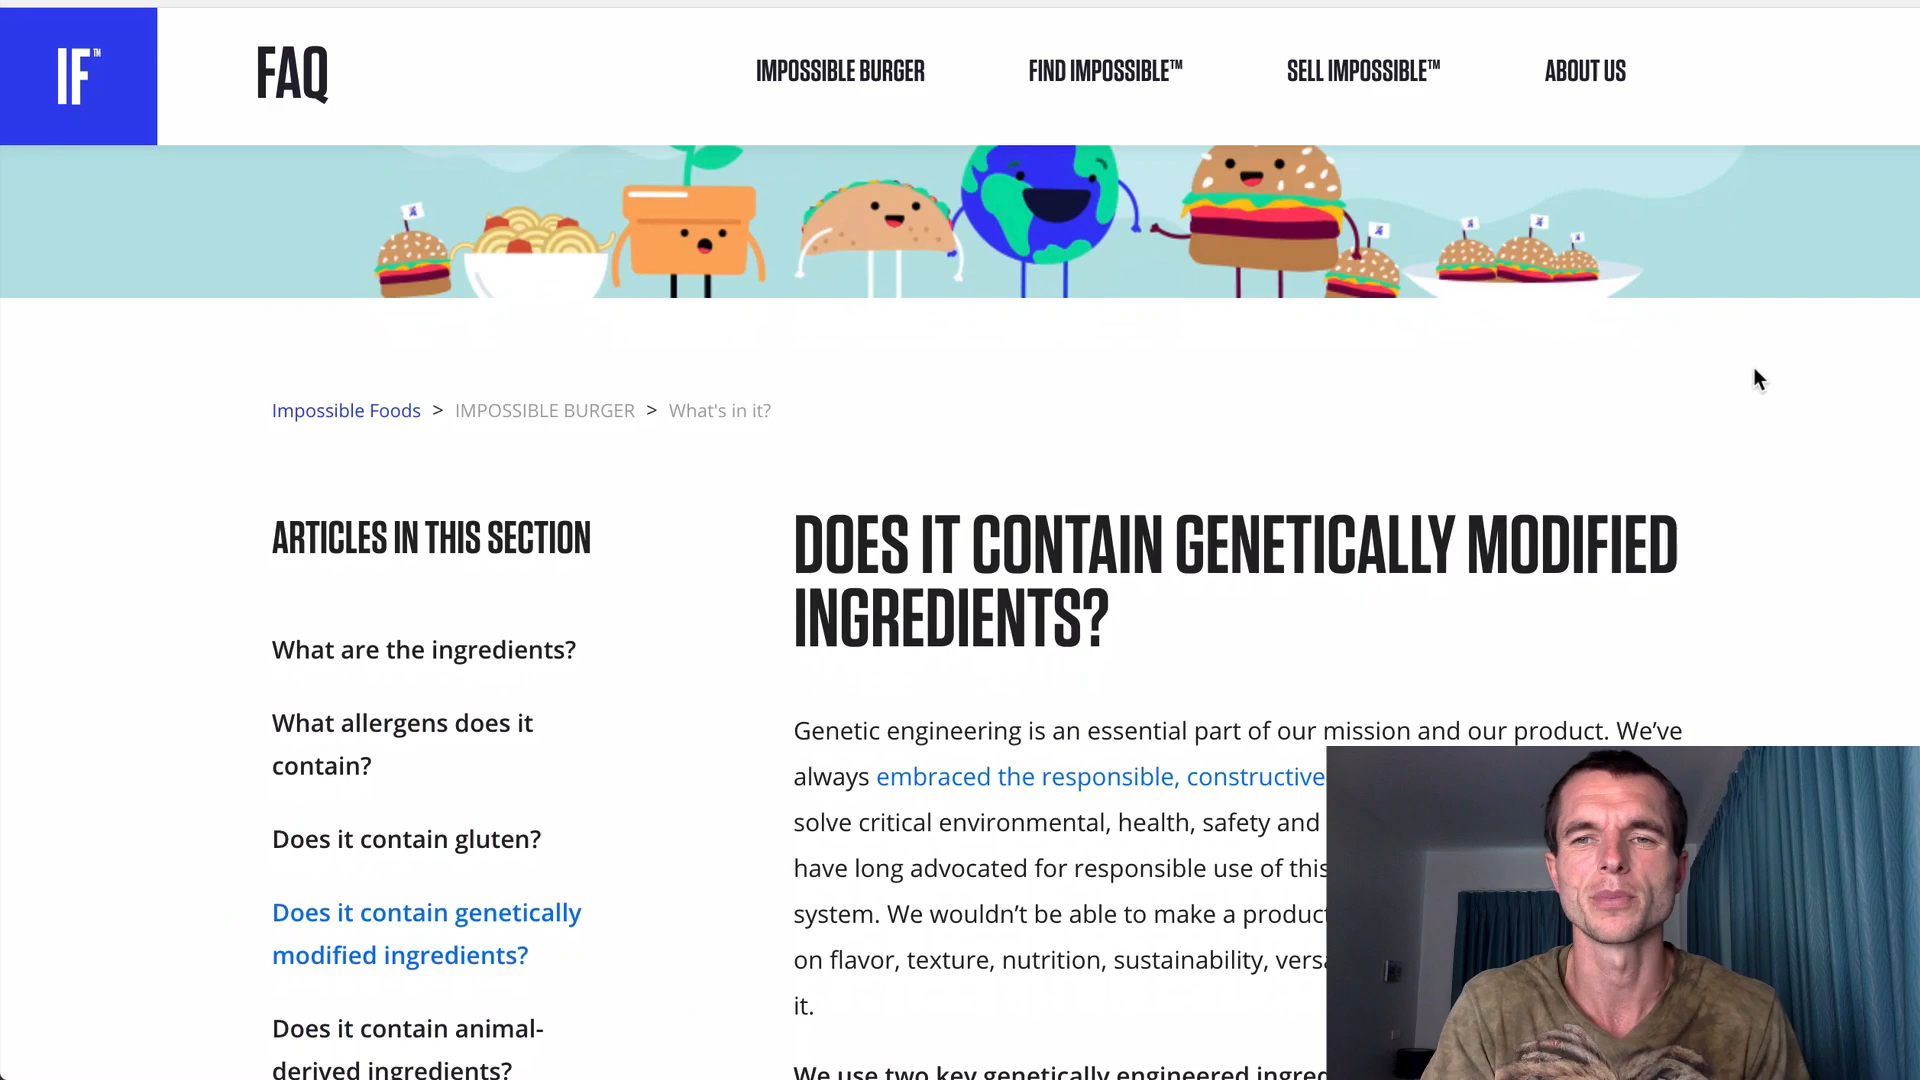 IF™
FAQ
IMPOSSIBLE BURGER
FIND IMPOSSIBLE™
SELL IMPOSSIBLE™
ABOUT US
Impossible Foods > IMPOSSIBLE BURGER > What's in it?
ARTICLES IN THIS SECTION
What are the ingredients?
What allergens does it
contain?
Does it contain gluten?
Does it contain genetically
modified ingredients?
Does it contain animal-
derived ingredients?
DOES IT CONTAIN GENETICALLY MODIFIED
INGREDIENTS?
Genetic engineering is an essential part of our mission and our product. We’ve
always embraced the responsible, constructive
solve critical environmental, health, safety and
have long advocated for responsible use of this
system. We wouldn’t be able to make a product
on flavor, texture, nutrition, sustainability,
it.
We use two key genetically engineered